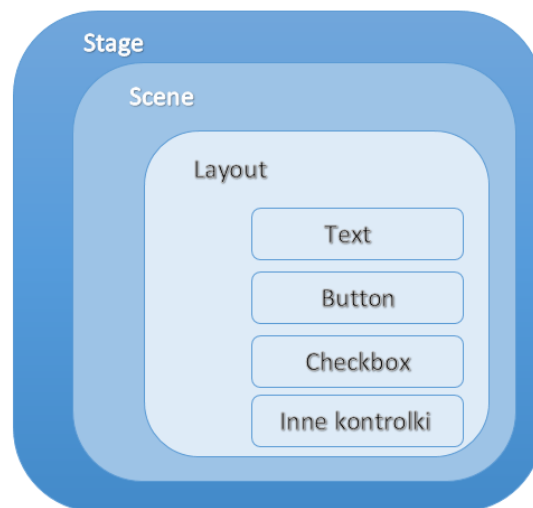 Stage
Scene
Layout
Text
Button
Checkbox
Inne kontrolki